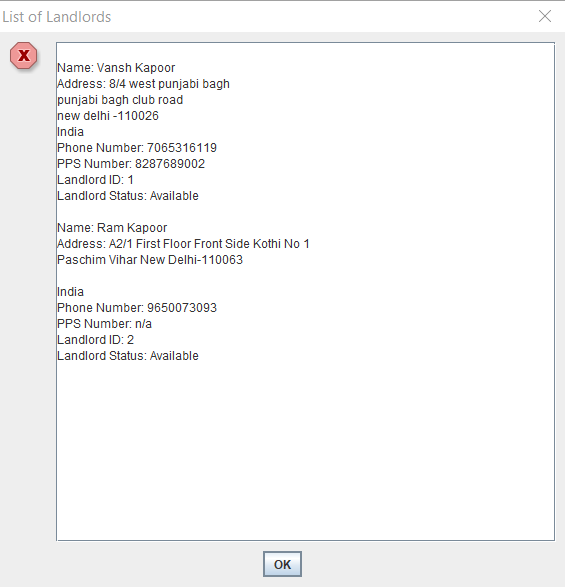 List of Landlords
Name: Vansh Kapoor
Address: 8/4 west punjabi bagh
punjabi bagh club road
new delhi -110026
India
Phone Number: 7065316119
PPS Number: 8287689002
Landlord ID: 1
Landlord Status: Available
Name: Ram Kapoor
Address: A2/1 First Floor Front Side Kothi No 1
Paschim Vihar New Delhi-110063
India
Phone Number: 9650073093
PPS Number: n/a
Landlord ID: 2
Landlord Status: Available
OK